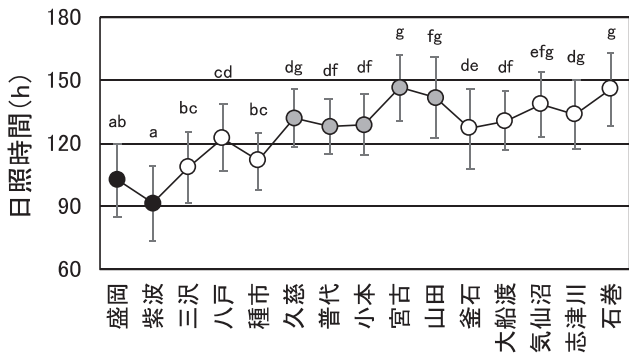 180
150
120
90
60
日照時間(h)
ab
a
bc
cd
bc
dg
df
df
g
fg
de
df
efg
dg
g
盛岡
紫波
三沢
八戸
種市
久慈
普代
小本
宮古
山田
釜石
大船渡
気仙沼
志津川
石巻